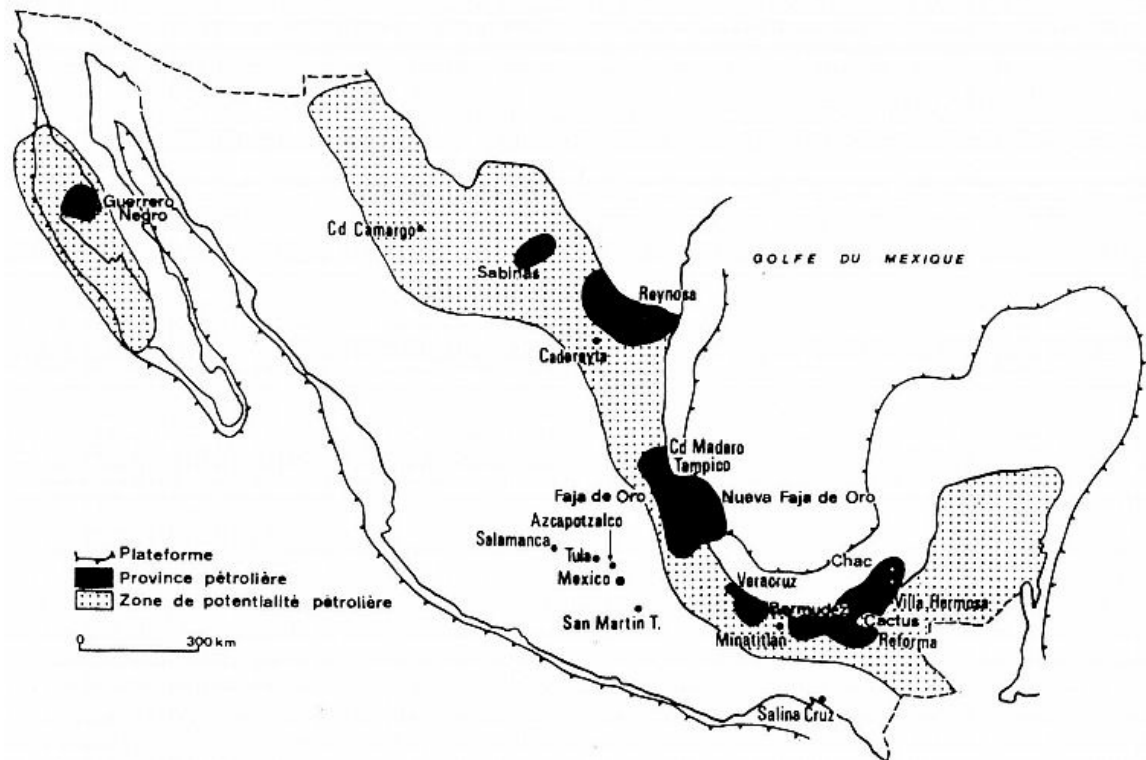 Guerrero
Negro
Cd Camargo
Sabinas
GOLFE DU MEXIQUE
Reynosa
Cadereyta
Cd Madero
Tampico
Faja de Oro
Nueva Faja de Oro
Azcapotzalco
Salamanca
Tula
Mexico
San Martin T.
Chac
Veracruz
Bermudez
Villa Hermosa
Cactus
Minatitlán
Reforma
Salina Cruz
Plateforme
Province pétrolière
Zone de potentialité pétrolière
0 300 km